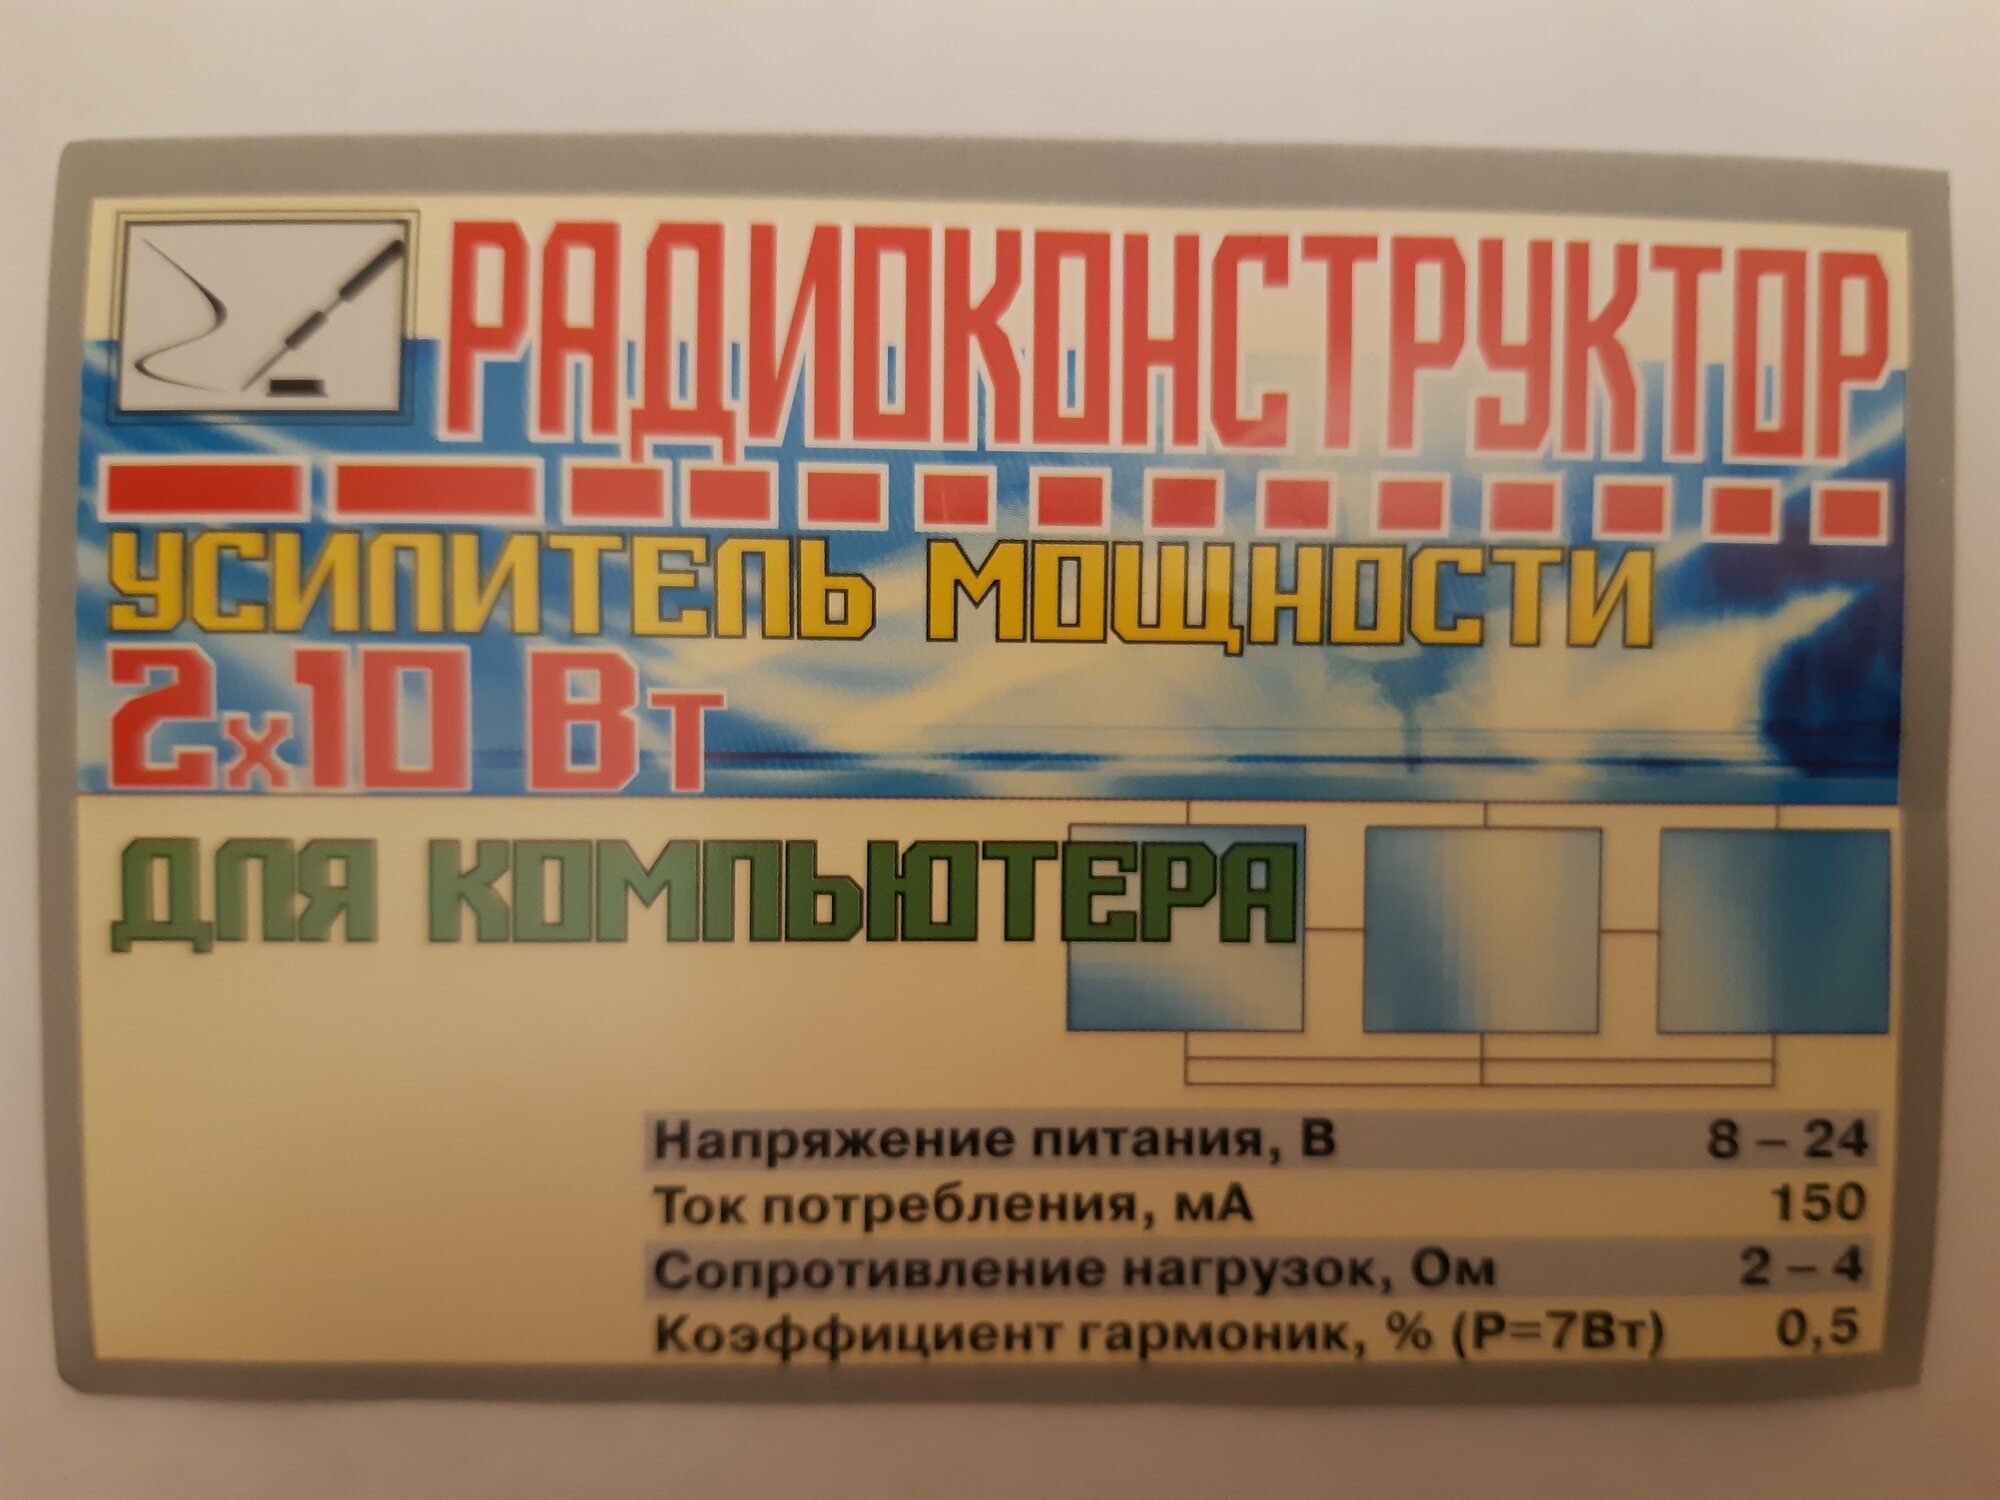 РАДИОКОНСТРУКТОР
УСИЛИТЕЛЬ МОЩНОСТИ
2x10 Вт
ДЛЯ КОМПЬЮТЕРА
Напряжение питания, В 8 – 24
Ток потребления, мА 150
Сопротивление нагрузок, Ом 2 – 4
Коэффициент гармоник, % (P=7Вт) 0,5